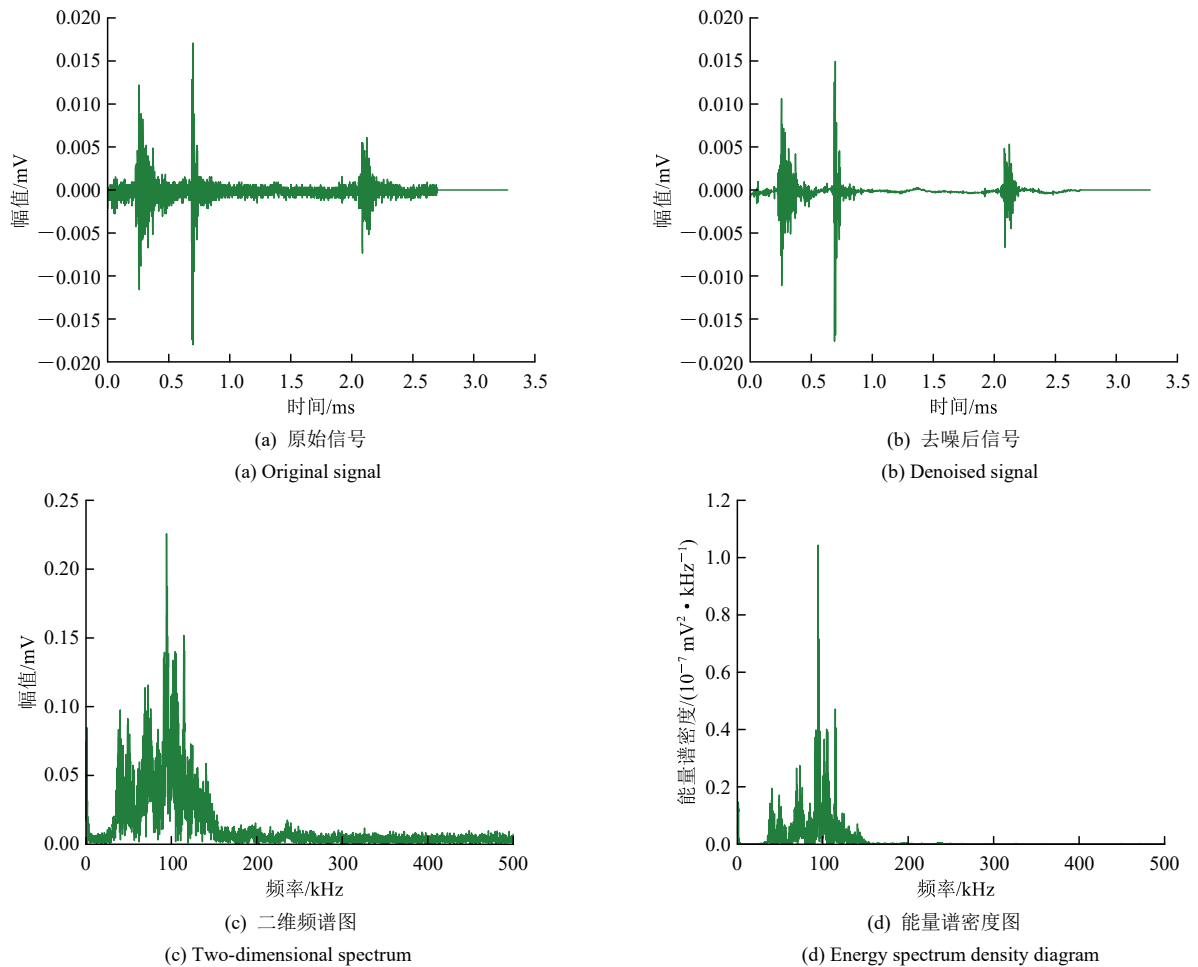 0.020
0.015
0.010
0.005
0.000
－0.005
－0.010
－0.015
－0.020
幅值/mV
0.0 0.5 1.0 1.5 2.0 2.5 3.0 3.5
时间/ms
(a) 原始信号
(a) Original signal
0.020
0.015
0.010
0.005
0.000
－0.005
－0.010
－0.015
－0.020
幅值/mV
0.0 0.5 1.0 1.5 2.0 2.5 3.0 3.5
时间/ms
(b) 去噪后信号
(b) Denoised signal
0.25
0.20
0.15
0.10
0.05
0.00
幅值/mV
0 100 200 300 400 500
频率/kHz
(c) 二维频谱图
(c) Two-dimensional spectrum
1.2
1.0
0.8
0.6
0.4
0.2
0.0
能量谱密度/(10⁻⁷ mV²•kHz⁻¹)
0 100 200 300 400 500
频率/kHz
(d) 能量谱密度图
(d) Energy spectrum density diagram